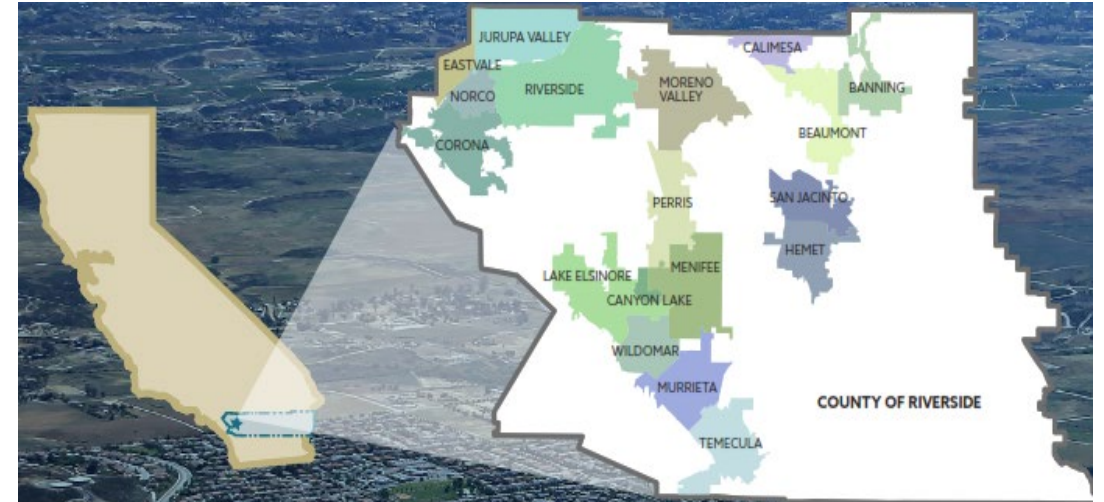 JURUPA VALLEY
CALIMESA
EASTVALE
RIVERSIDE
MORENO
VALLEY
BANNING
NORCO
BEAUMONT
CORONA
SAN JACINTO
PERRIS
HEMET
MENIFEE
LAKE ELSINORE
CANYON LAKE
WILDOMAR
MURRIETA
COUNTY OF RIVERSIDE
TEMECULA